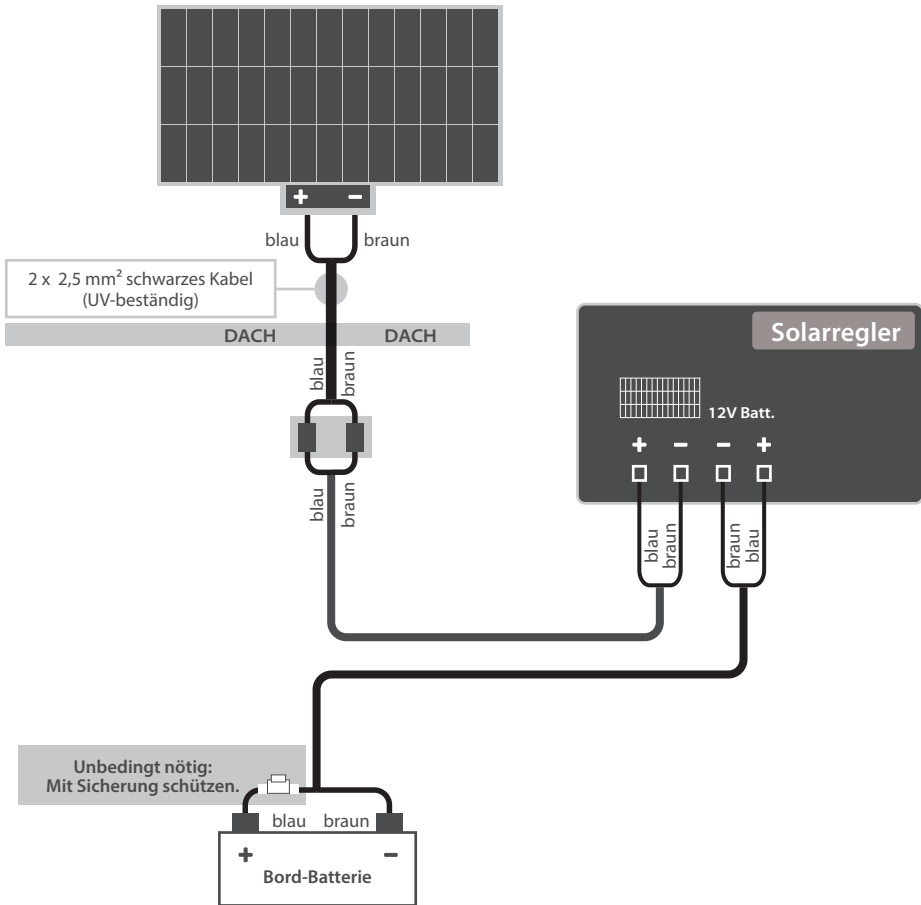 + −
blau braun
2 x 2,5 mm² schwarzes Kabel
(UV-beständig)
DACH DACH
blau braun
blau braun
Solarregler
12V Batt.
+ − − +
blau braun braun blau
Unbedingt nötig:
Mit Sicherung schützen.
blau braun
+ −
Bord-Batterie